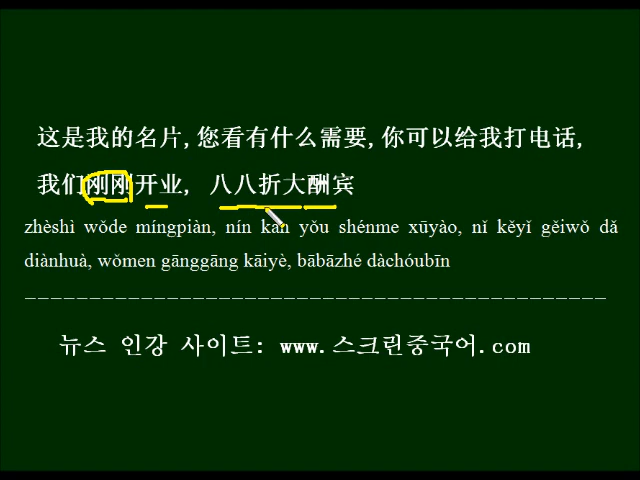 这是我的名片,您看有什么需要,你可以给我打电话,
我们刚刚开业, 八八折大酬宾
zhèshì wǒde míngpiàn, nín kàn yǒu shénme xūyào, nǐ kěyǐ gěiwǒ dǎ
diànhuà, wǒmen gānggāng kāiyè, bābāzhé dàchóubīn
뉴스 인강 사이트: www.스크린중국어.com